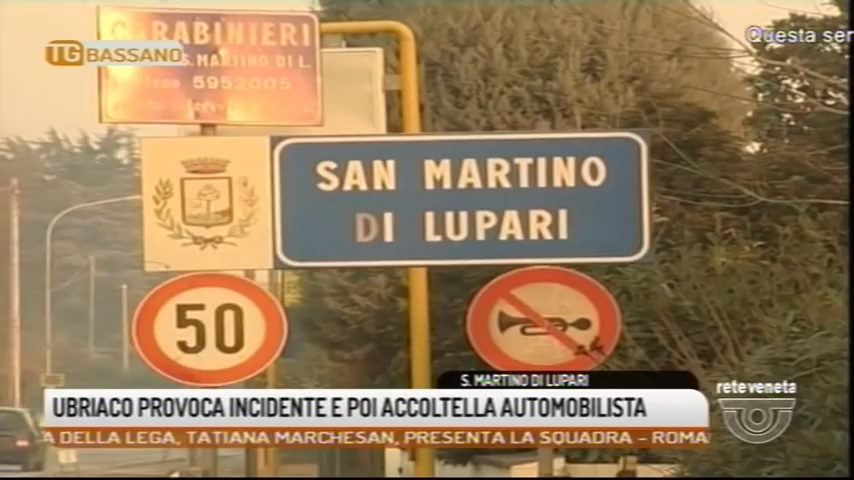 CARABINIERI
TG BASSANO
S. MARTINO DI L.
5952005
Questa ser
SAN MARTINO
DI LUPARI
50
S. MARTINO DI LUPARI
UBRIACO PROVOCA INCIDENTE E POI ACCOLTELLA AUTOMOBILISTA
reteveneta
A DELLA LEGA, TATIANA MARCHESAN, PRESENTA LA SQUADRA - ROMA